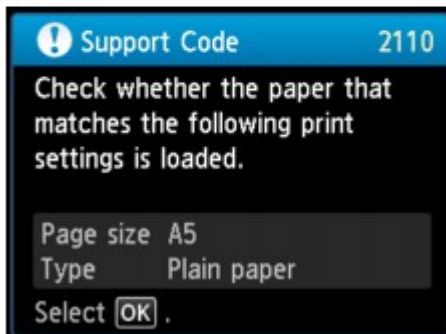 Support Code 2110
Check whether the paper that
matches the following print
settings is loaded.
Page size A5
Type Plain paper
Select OK .